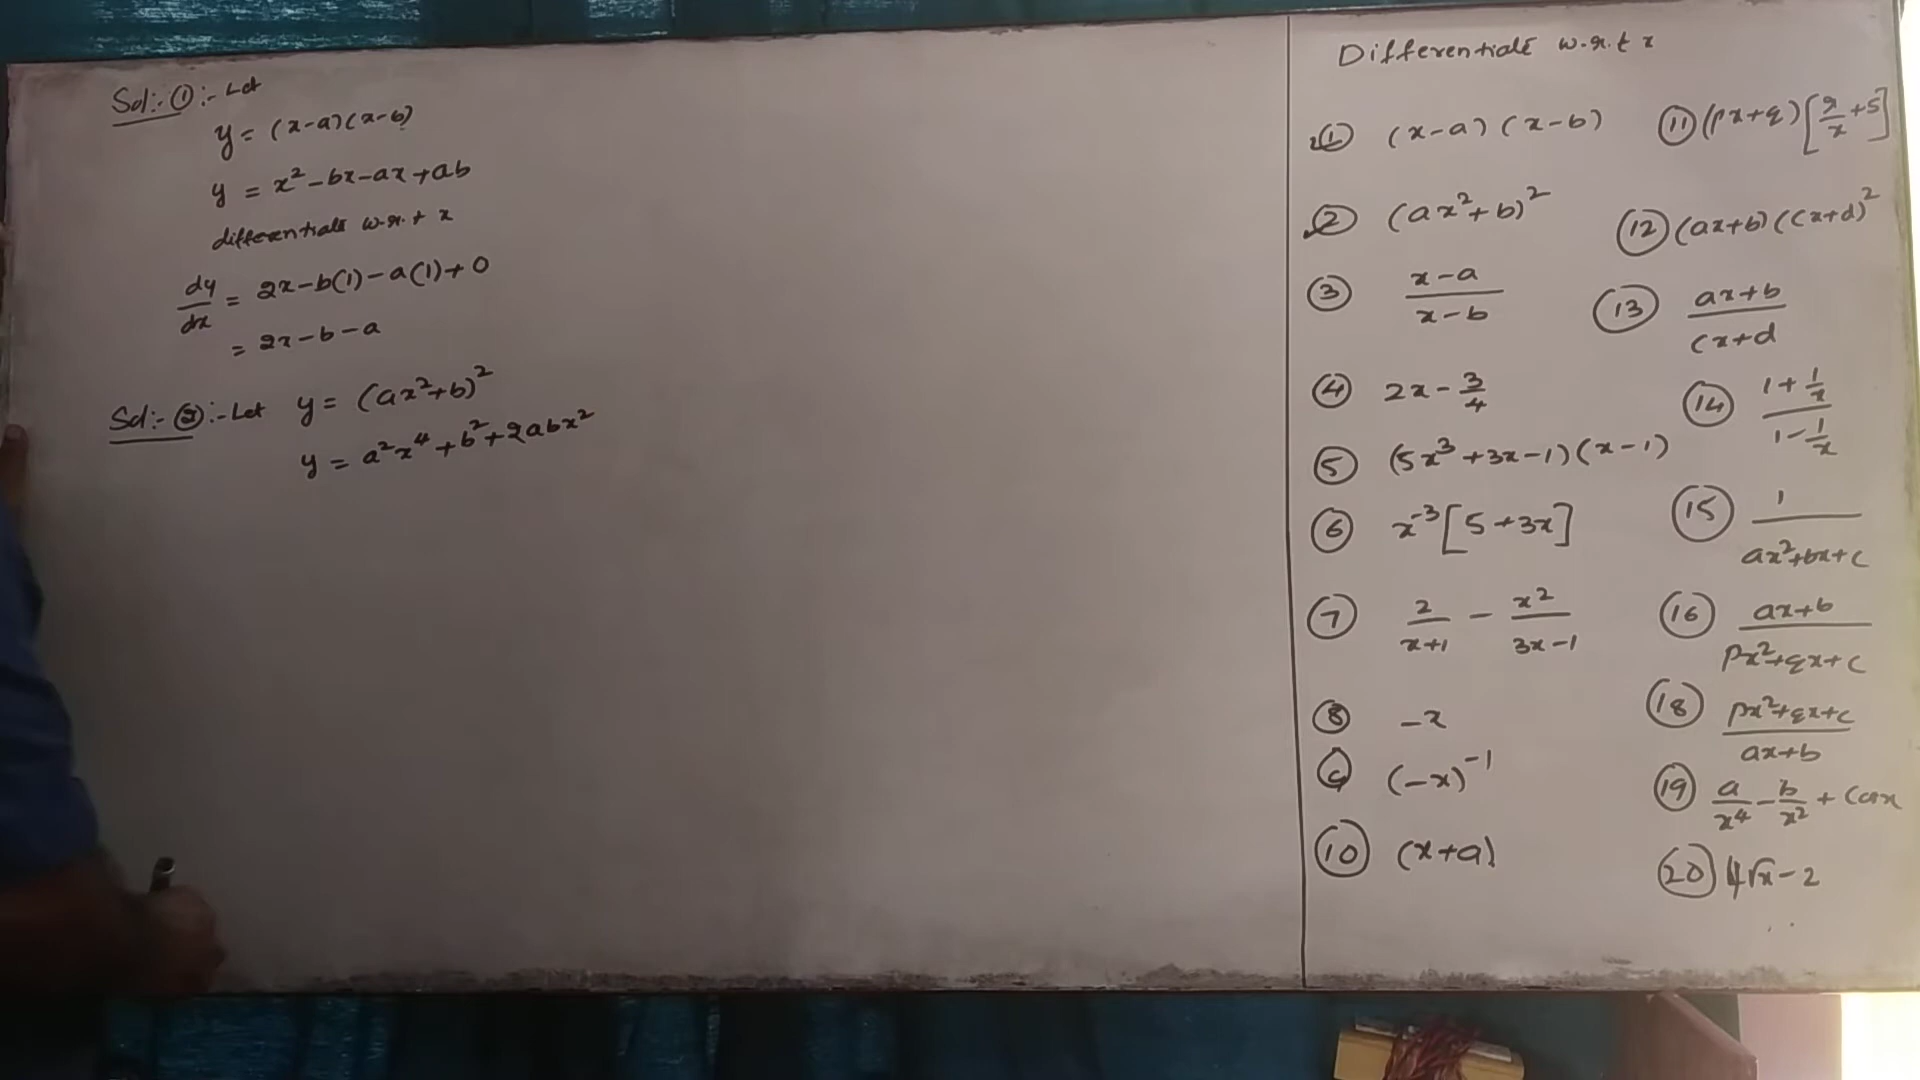 Sol:- ① :- Let
y = (x-a)(x-b)
y = x² - bx - ax + ab
differentiate w.r.t x
dy/dx = 2x - b(1) - a(1) + 0
= 2x - b - a
Sol:- ② :- Let y = (ax²+b)²
y = a²x⁴ + b² + 2abx²
Differentiate w.r.t x
① (x-a)(x-b)
② (ax²+b)²
③ (x-a)/(x-b)
④ 2x - 3/4
⑤ (5x³+3x-1)(x-1)
⑥ x⁻³[5+3x]
⑦ 2/(x+1) - x²/(3x-1)
⑧ -x
⑨ (-x)⁻¹
⑩ (x+a)
⑪ (px+q)[r/x+s]
⑫ (ax+b)(cx+d)²
⑬ (ax+b)/(cx+d)
⑭ (1+1/x)/(1-1/x)
⑮ 1/(ax²+bx+c)
⑯ (ax+b)/(px²+qx+c)
⑱ (px²+qx+c)/(ax+b)
⑲ a/x⁴ - b/x² + Cosx
⑳ 4√x - 2